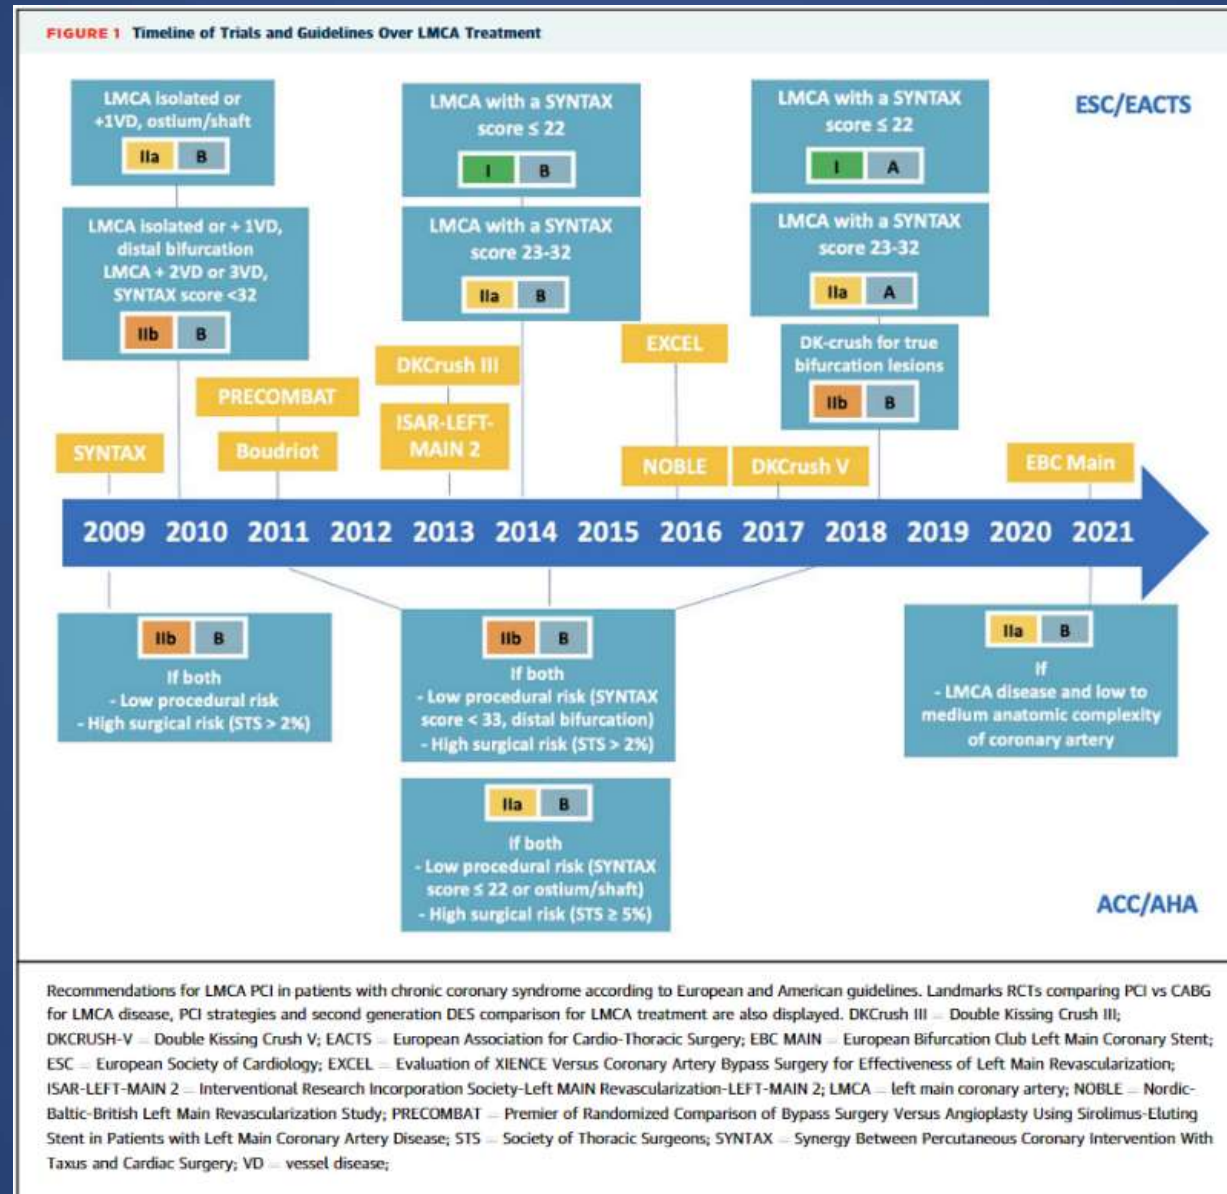 FIGURE 1 Timeline of Trials and Guidelines Over LMCA Treatment
ESC/EACTS
LMCA isolated or
+1VD, ostium/shaft
IIa B
LMCA isolated or + 1VD,
distal bifurcation
LMCA + 2VD or 3VD,
SYNTAX score <32
IIb B
LMCA with a SYNTAX
score ≤ 22
I B
LMCA with a SYNTAX
score 23-32
IIa B
LMCA with a SYNTAX
score ≤ 22
I A
LMCA with a SYNTAX
score 23-32
IIa A
DK-crush for true
bifurcation lesions
IIb B
SYNTAX
PRECOMBAT
Boudriot
DKCrush III
ISAR-LEFT-
MAIN 2
EXCEL
NOBLE
DKCrush V
EBC Main
2009 2010 2011 2012 2013 2014 2015 2016 2017 2018 2019 2020 2021
IIb B
If both
- Low procedural risk
- High surgical risk (STS > 2%)
IIb B
If both
- Low procedural risk (SYNTAX
score < 33, distal bifurcation)
- High surgical risk (STS > 2%)
IIa B
If both
- Low procedural risk (SYNTAX
score ≤ 22 or ostium/shaft)
- High surgical risk (STS ≥ 5%)
IIa B
If
- LMCA disease and low to
medium anatomic complexity
of coronary artery
ACC/AHA
Recommendations for LMCA PCI in patients with chronic coronary syndrome according to European and American guidelines. Landmarks RCTs comparing PCI vs CABG
for LMCA disease, PCI strategies and second generation DES comparison for LMCA treatment are also displayed. DKCrush III = Double Kissing Crush III;
DKCRUSH-V = Double Kissing Crush V; EACTS = European Association for Cardio-Thoracic Surgery; EBC MAIN = European Bifurcation Club Left Main Coronary Stent;
ESC = European Society of Cardiology; EXCEL = Evaluation of XIENCE Versus Coronary Artery Bypass Surgery for Effectiveness of Left Main Revascularization;
ISAR-LEFT-MAIN 2 = Interventional Research Incorporation Society-Left MAIN Revascularization-LEFT-MAIN 2; LMCA = left main coronary artery; NOBLE = Nordic-
Baltic-British Left Main Revascularization Study; PRECOMBAT = Premier of Randomized Comparison of Bypass Surgery Versus Angioplasty Using Sirolimus-Eluting
Stent in Patients with Left Main Coronary Artery Disease; STS = Society of Thoracic Surgeons; SYNTAX = Synergy Between Percutaneous Coronary Intervention With
Taxus and Cardiac Surgery; VD = vessel disease;